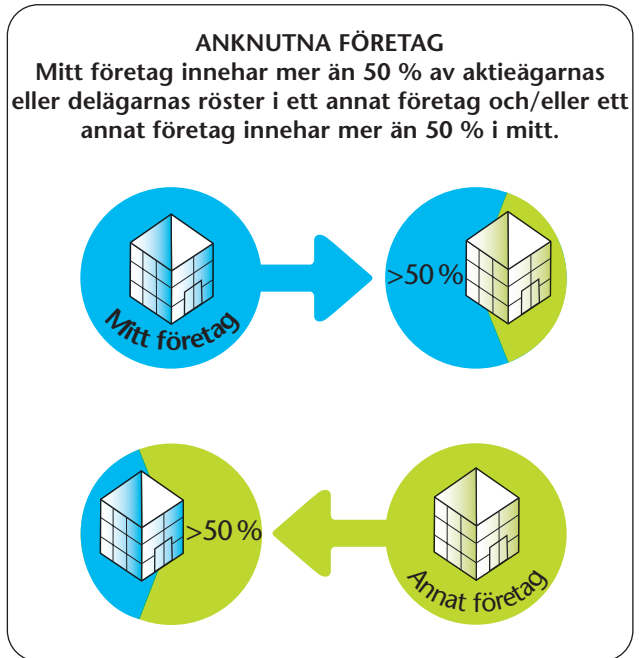 ANKNUTNA FÖRETAG
Mitt företag innehar mer än 50 % av aktieägarnas
eller delägarnas röster i ett annat företag och/eller ett
annat företag innehar mer än 50 % i mitt.
>50 %
Mitt företag
>50 %
Annat företag